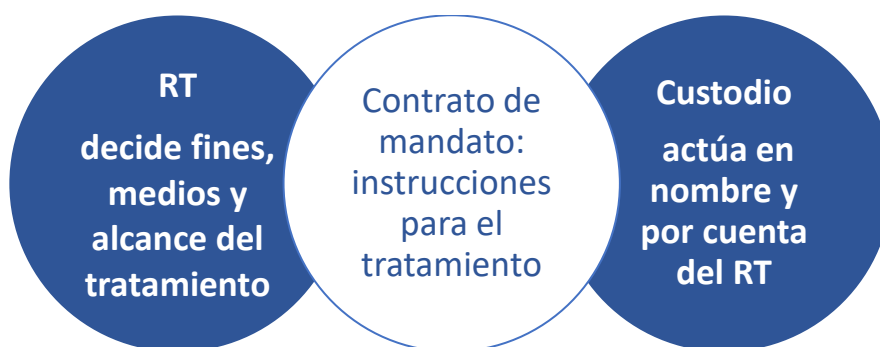 RT
decide fines,
medios y
alcance del
tratamiento
Contrato de
mandato:
instrucciones
para el
tratamiento
Custodio
actúa en
nombre y
por cuenta
del RT